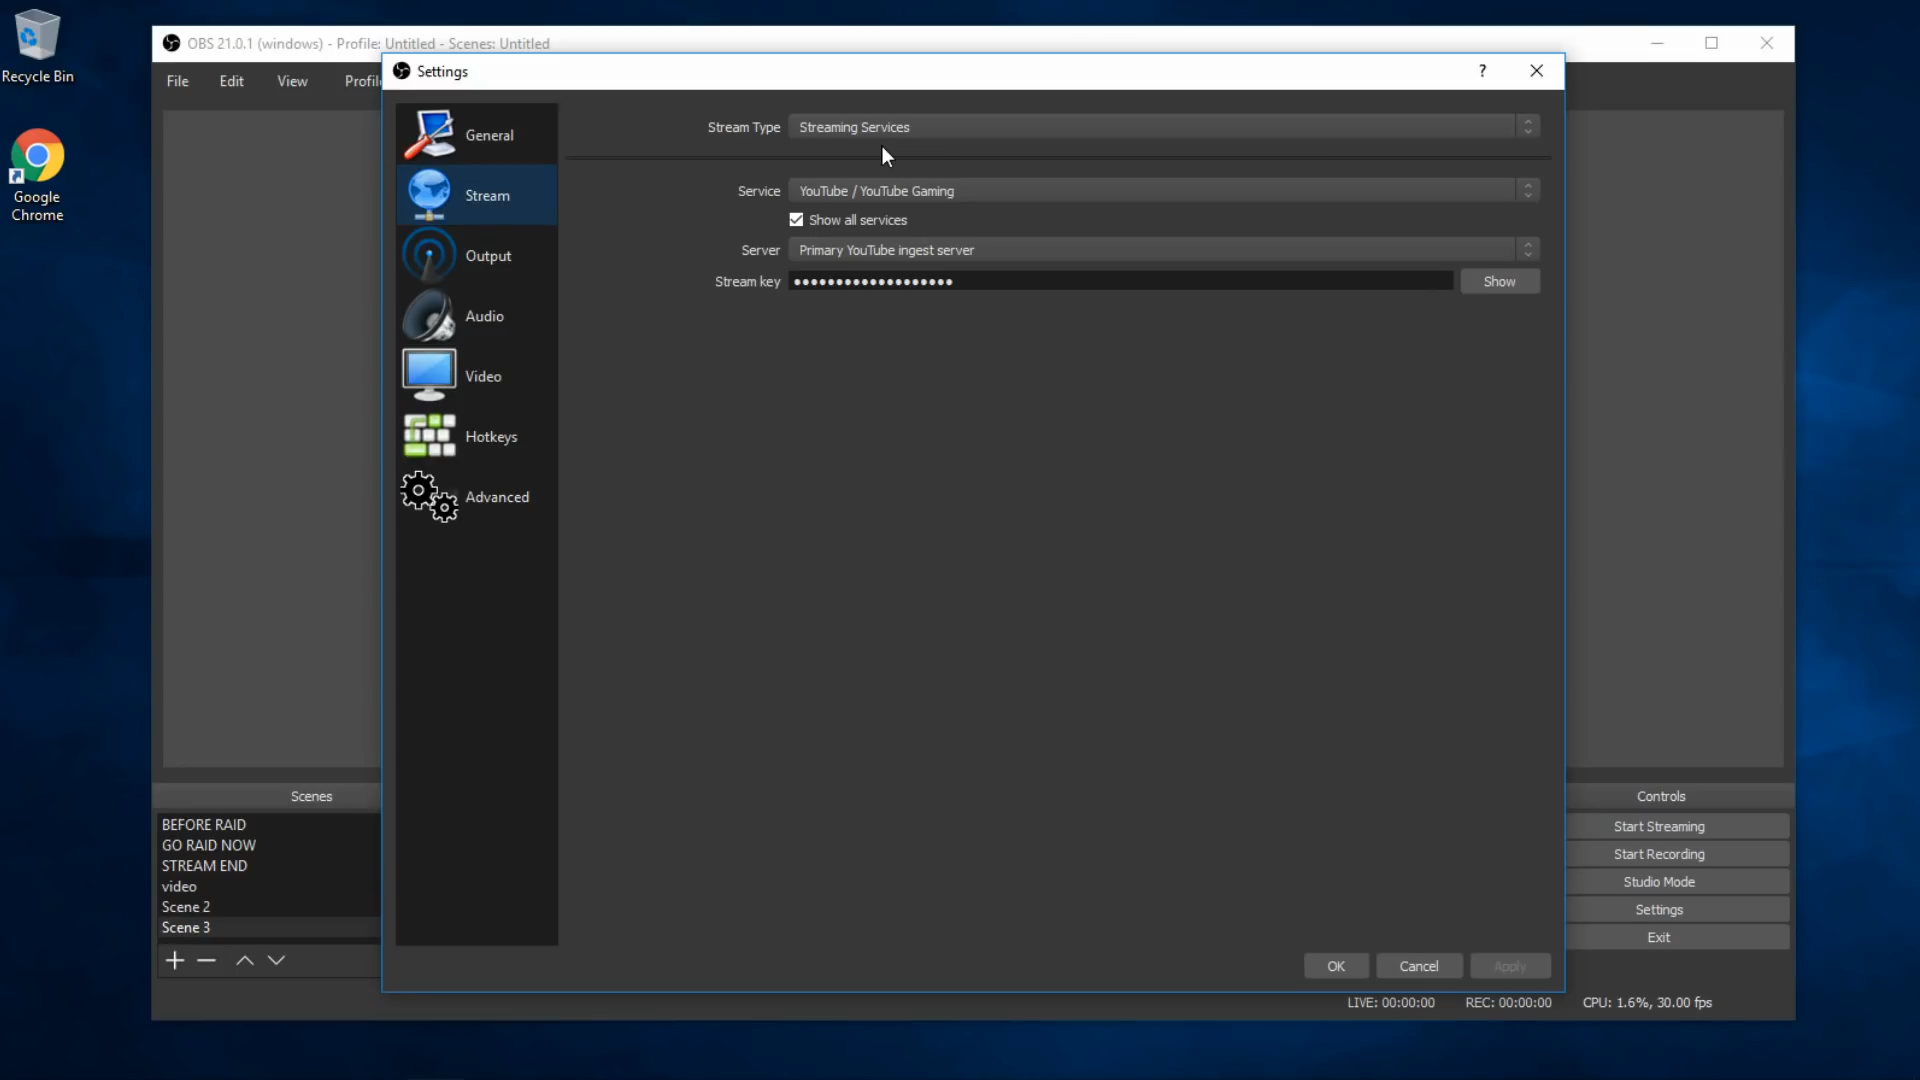 Recycle Bin
Google
Chrome
OBS 21.0.1 (windows) - Profile: Untitled - Scenes: Untitled
File Edit View
Settings
?
General
Stream
Output
Audio
Video
Hotkeys
Advanced
Stream Type Streaming Services
Service YouTube / YouTube Gaming
Show all services
Server Primary YouTube ingest server
Stream key Show
OK Cancel Apply
Scenes
BEFORE RAID
GO RAID NOW
STREAM END
video
Scene 2
Scene 3
Controls
Start Streaming
Start Recording
Studio Mode
Settings
Exit
LIVE: 00:00:00 REC: 00:00:00 CPU: 1.6%, 30.00 fps